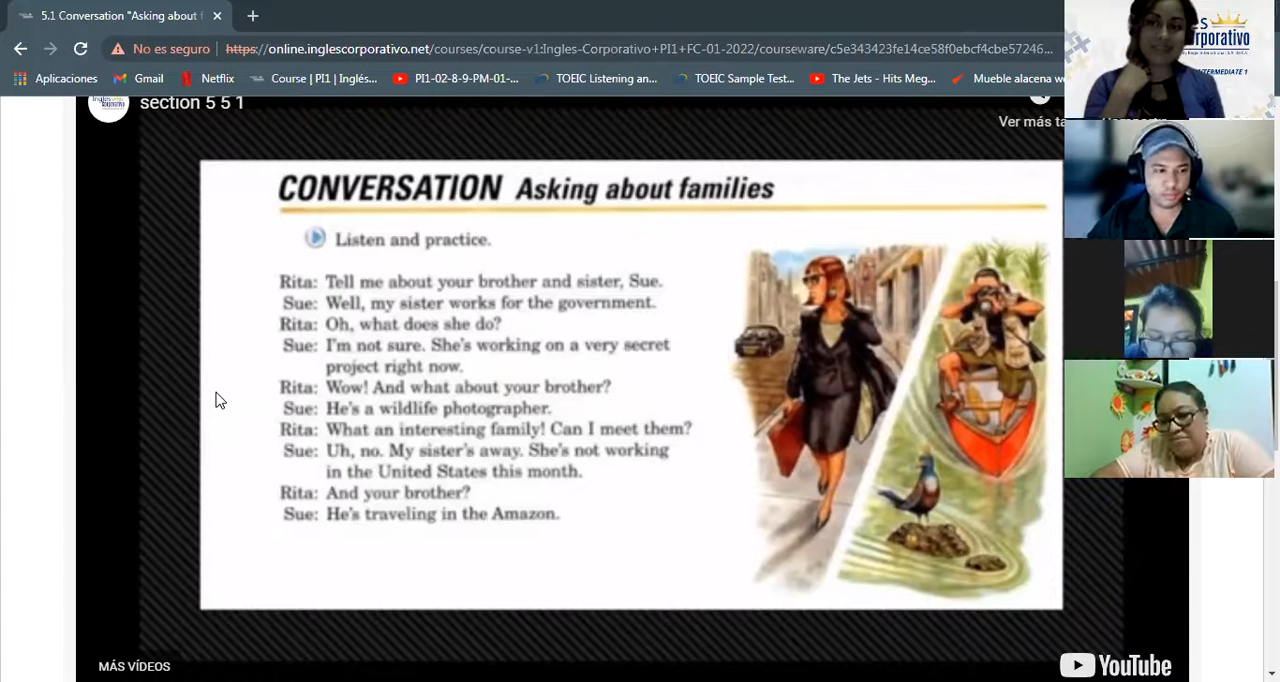 5.1 Conversation "Asking about f
No es seguro
https://online.inglescorporativo.net/courses/course-v1:Ingles-Corporativo+PI1+FC-01-2022/courseware/c5e343423fe14ce58f0ebcf4cbe57246...
Aplicaciones
Gmail
Netflix
Course | PI1 | Inglés...
PI1-02-8-9-PM-01-...
TOEIC Listening an...
TOEIC Sample Test...
The Jets - Hits Meg...
Mueble alacena
orporativo
INTERMEDIATE 1
section 5 5 1
Ver más ta
CONVERSATION Asking about families
Listen and practice.
Rita: Tell me about your brother and sister, Sue.
Sue: Well, my sister works for the government.
Rita: Oh, what does she do?
Sue: I'm not sure. She's working on a very secret
project right now.
Rita: Wow! And what about your brother?
Sue: He's a wildlife photographer.
Rita: What an interesting family! Can I meet them?
Sue: Uh, no. My sister's away. She's not working
in the United States this month.
Rita: And your brother?
Sue: He's traveling in the Amazon.
MÁS VÍDEOS
YouTube